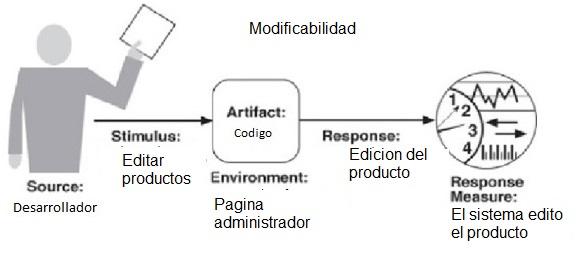 Modificabilidad
Artifact:
Codigo
Stimulus:
Editar
productos
Response:
Edicion del
producto
Environment:
Pagina
administrador
Source:
Desarrollador
1
2
3
4
Response
Measure:
El sistema edito
el producto